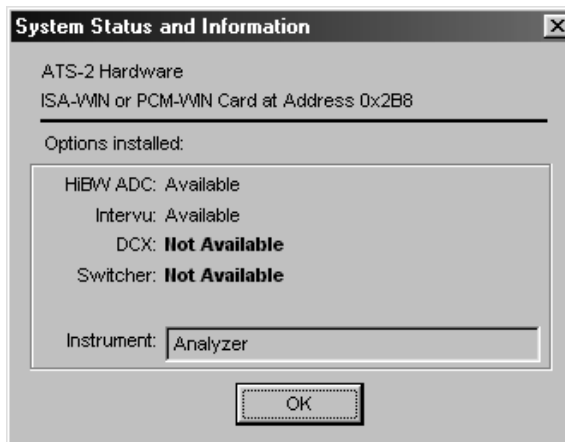 System Status and Information
ATS-2 Hardware
ISA-WIN or PCM-WIN Card at Address 0x2B8
Options installed:
HiBW ADC: Available
Intervu: Available
DCX: Not Available
Switcher: Not Available
Instrument: Analyzer
OK